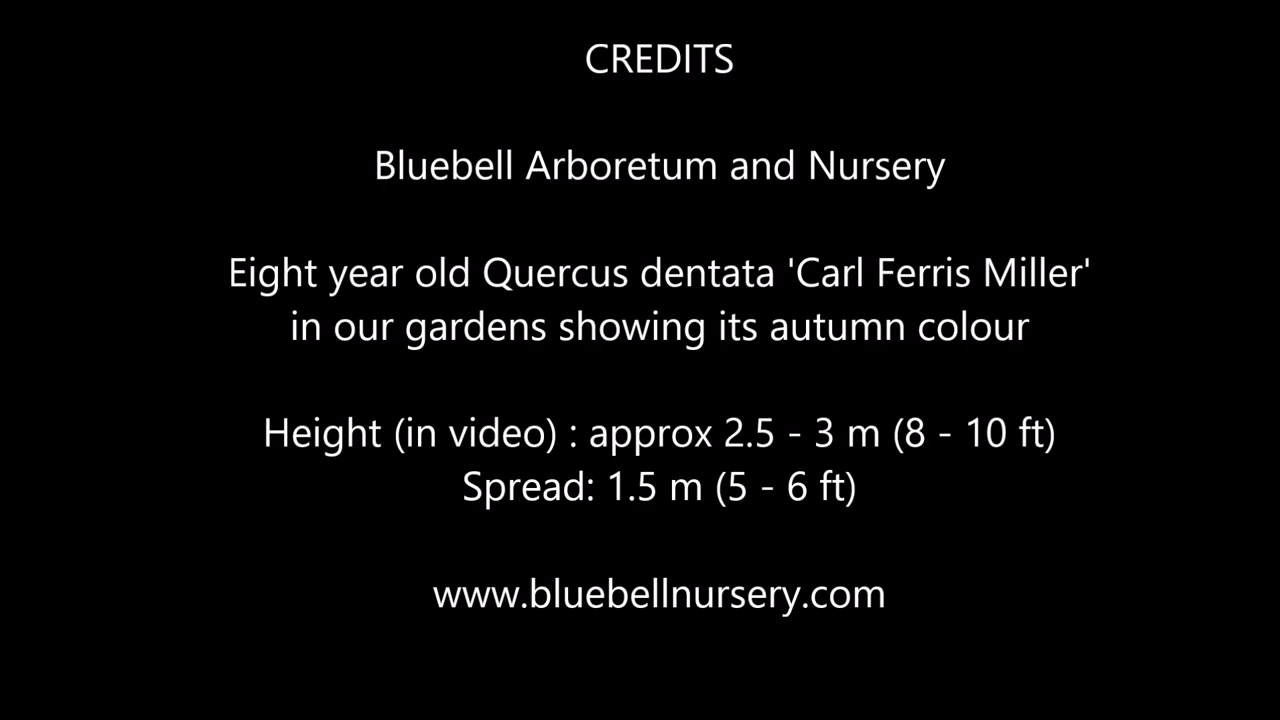 CREDITS
Bluebell Arboretum and Nursery
Eight year old Quercus dentata 'Carl Ferris Miller'
in our gardens showing its autumn colour
Height (in video) : approx 2.5 - 3 m (8 - 10 ft)
Spread: 1.5 m (5 - 6 ft)
www.bluebellnursery.com